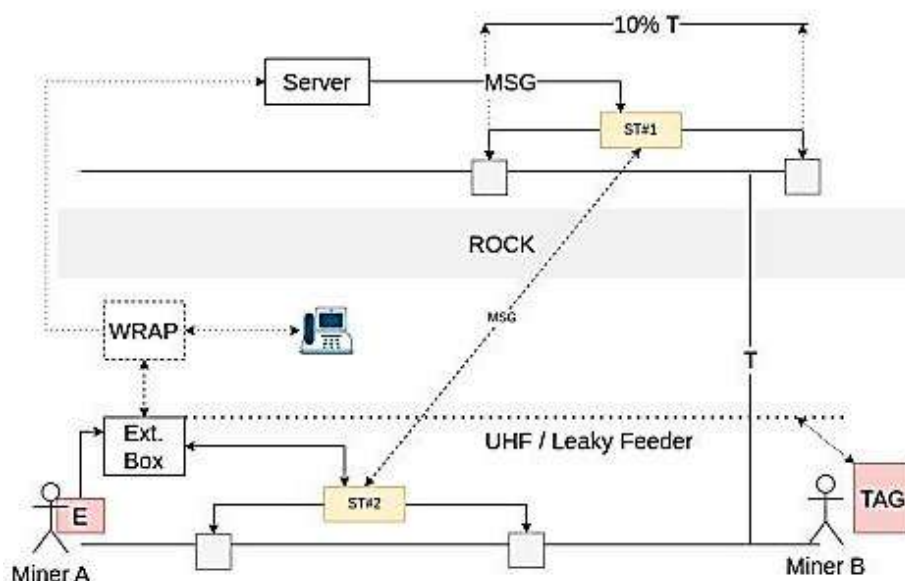 10% T
Server
MSG
ST#1
ROCK
MSG
WRAP
T
Ext.
Box
UHF / Leaky Feeder
E
ST#2
TAG
Miner A
Miner B